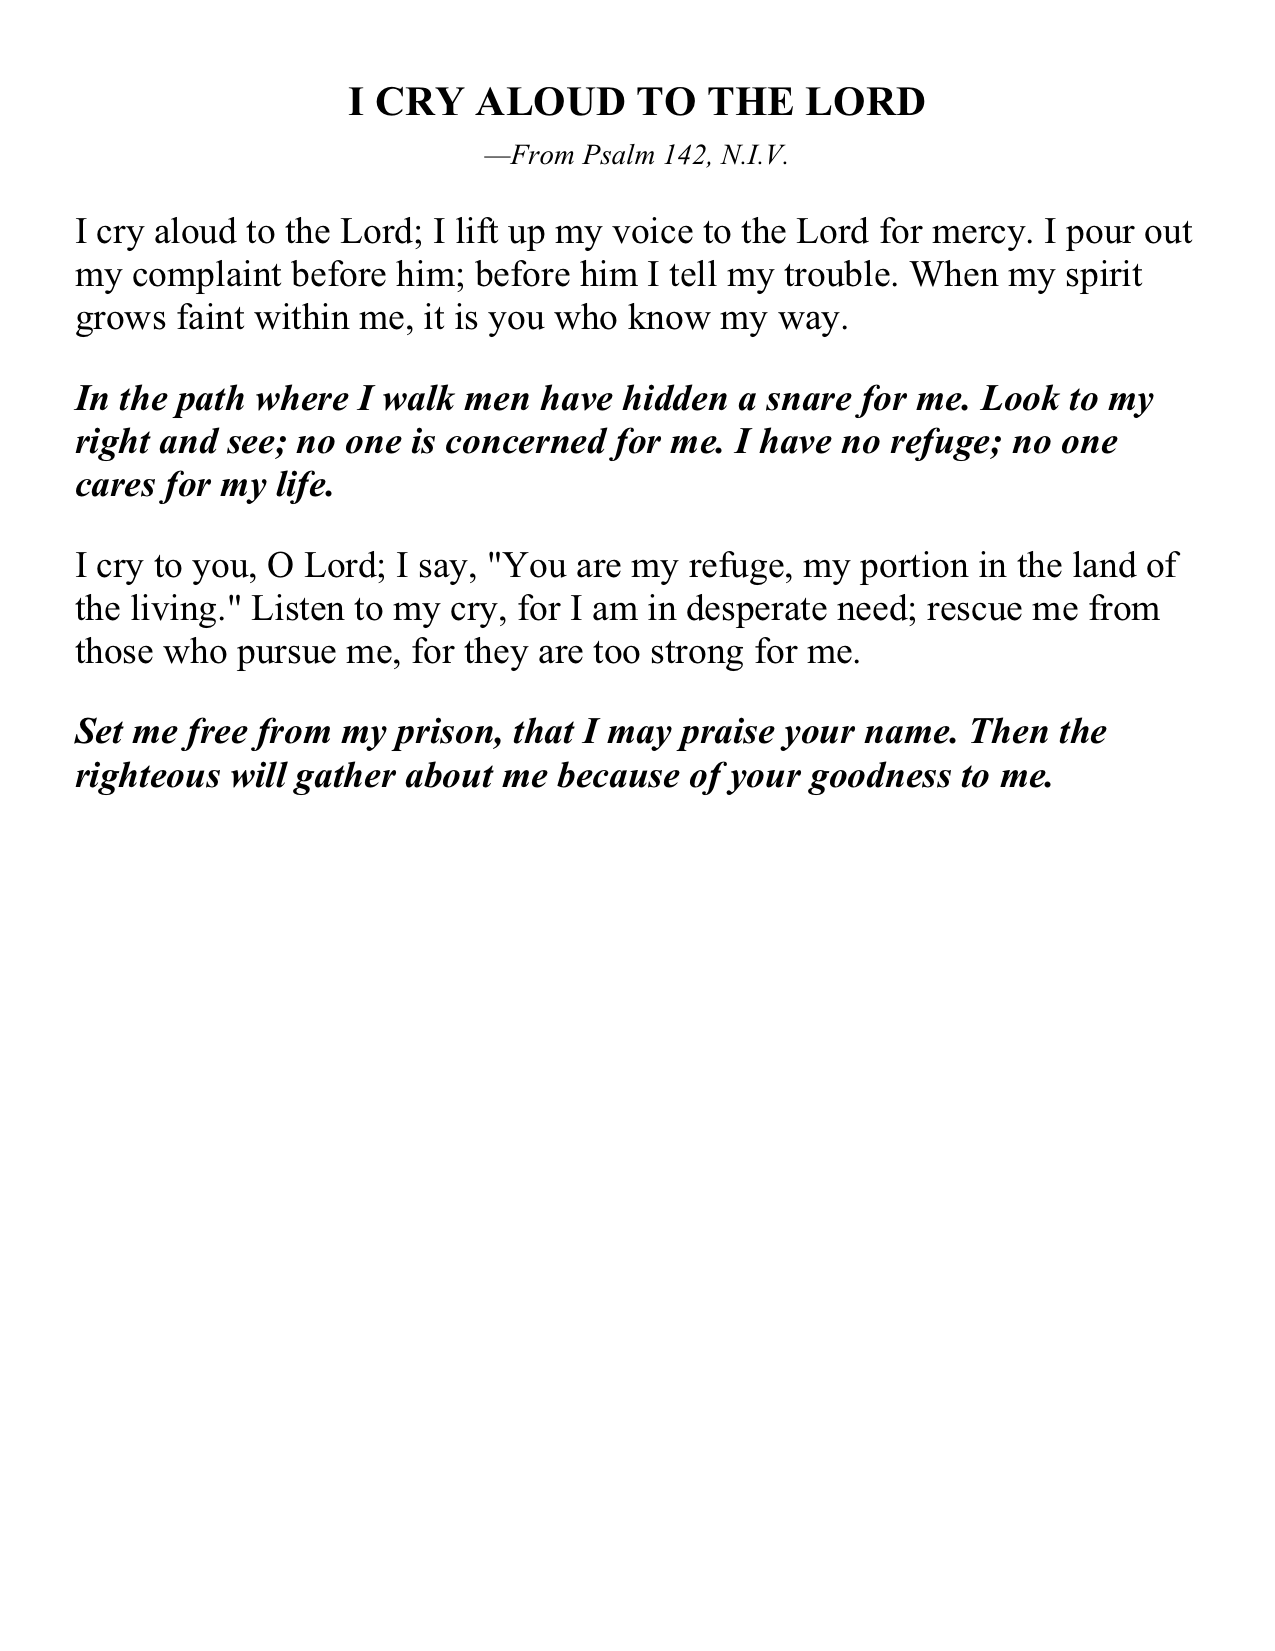 I CRY ALOUD TO THE LORD
—From Psalm 142, N.I.V.
I cry aloud to the Lord; I lift up my voice to the Lord for mercy. I pour out
my complaint before him; before him I tell my trouble. When my spirit
grows faint within me, it is you who know my way.
In the path where I walk men have hidden a snare for me. Look to my
right and see; no one is concerned for me. I have no refuge; no one
cares for my life.
I cry to you, O Lord; I say, "You are my refuge, my portion in the land of
the living." Listen to my cry, for I am in desperate need; rescue me from
those who pursue me, for they are too strong for me.
Set me free from my prison, that I may praise your name. Then the
righteous will gather about me because of your goodness to me.